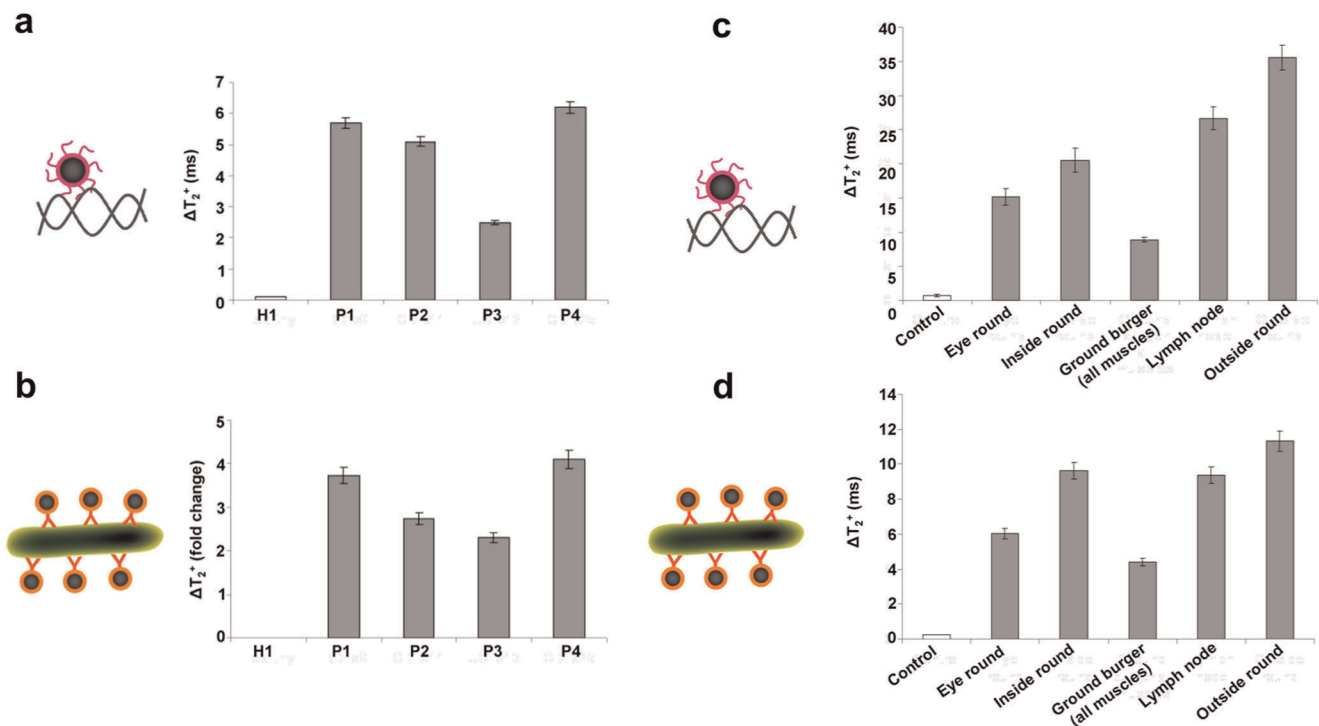 a
ΔT₂⁺ (ms)
7
6
5
4
3
2
1
0
H1 P1 P2 P3 P4
b
ΔT₂⁺ (fold change)
5
4
3
2
0
H1 P1 P2 P3 P4
c
ΔT₂⁺ (ms)
35
30
25
40
20
15
10
5
0
Control Eye round Inside round Ground burger Lymph node Outside round
(all muscles)
d
ΔT₂⁺ (ms)
14
12
10
8
6
4
2
0
Control Eye round Inside round Ground burger Lymph node Outside round
(all muscles)